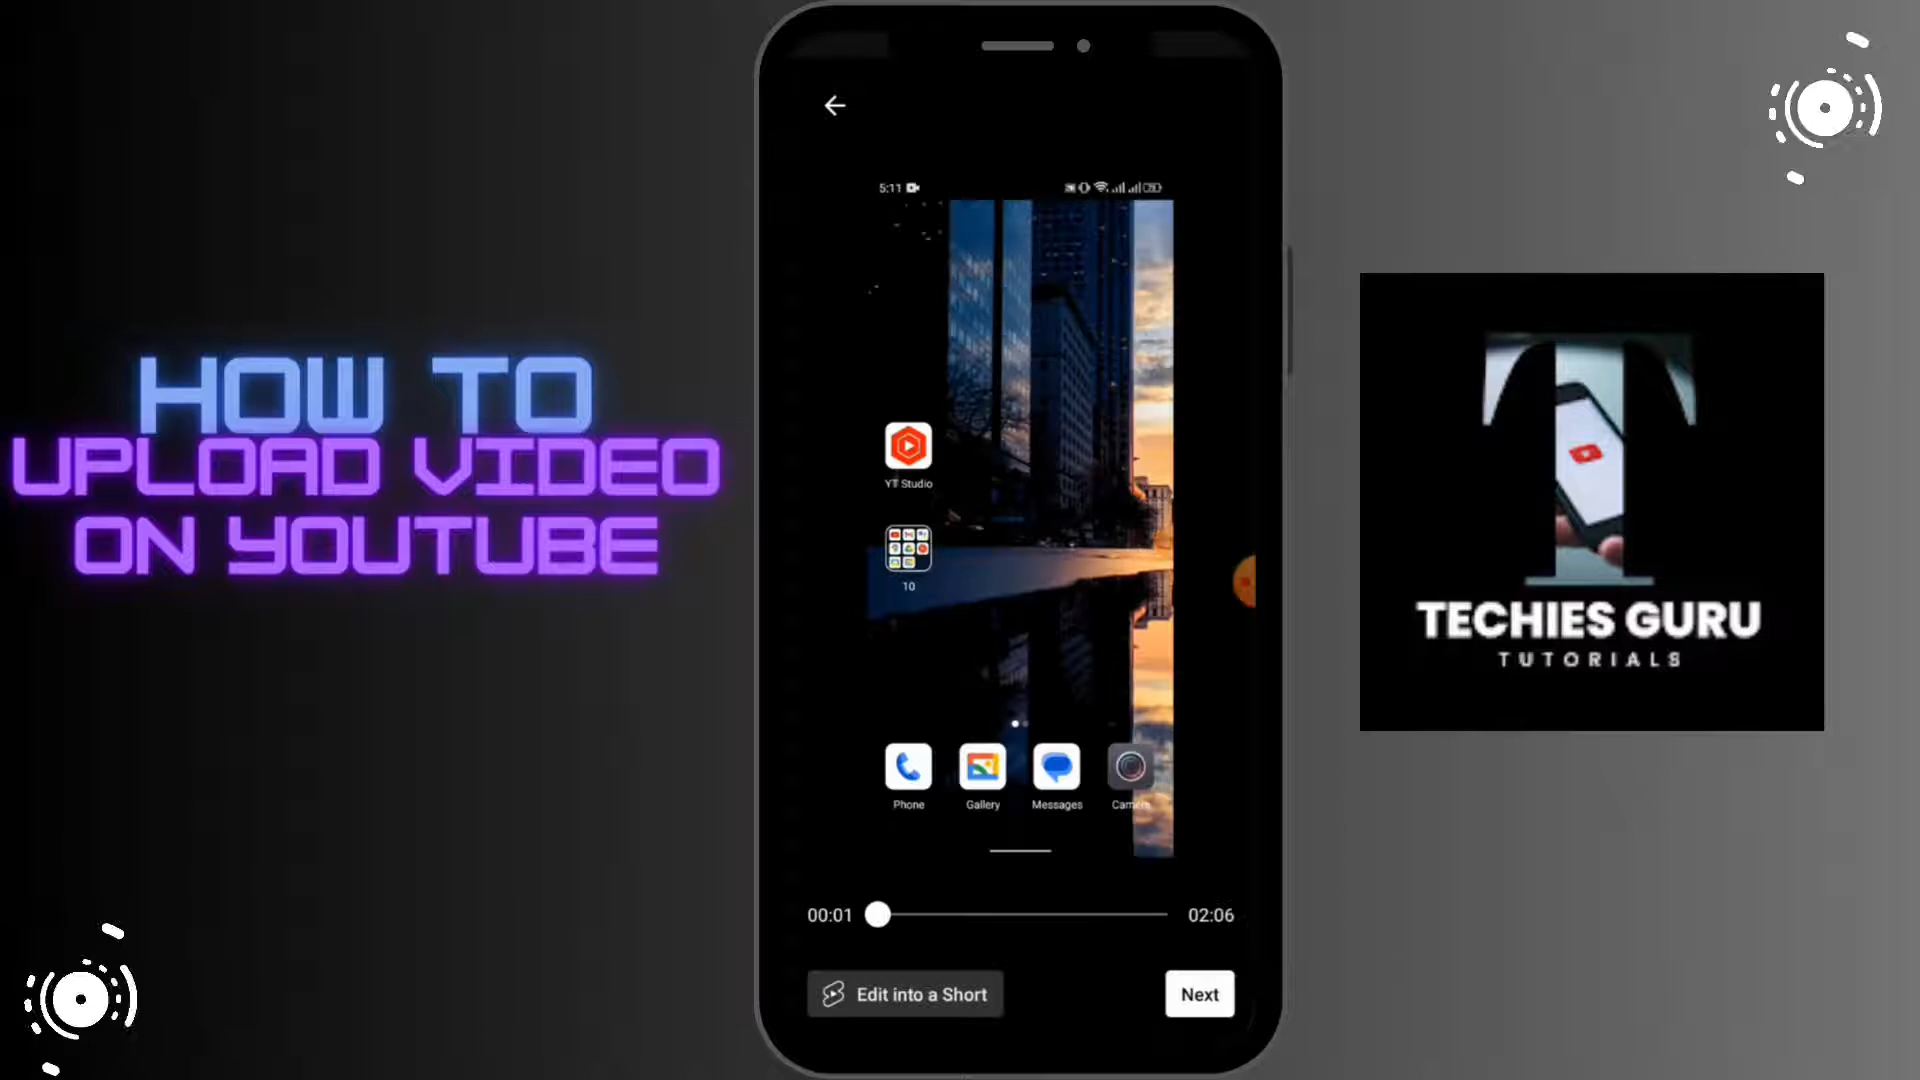 HOW TO
UPLOAD VIDEO
ON YOUTUBE
5:11
YT Studio
10
Phone
Gallery
Messages
Camera
00:01
02:06
Edit into a Short
Next
TECHIES GURU
TUTORIALS